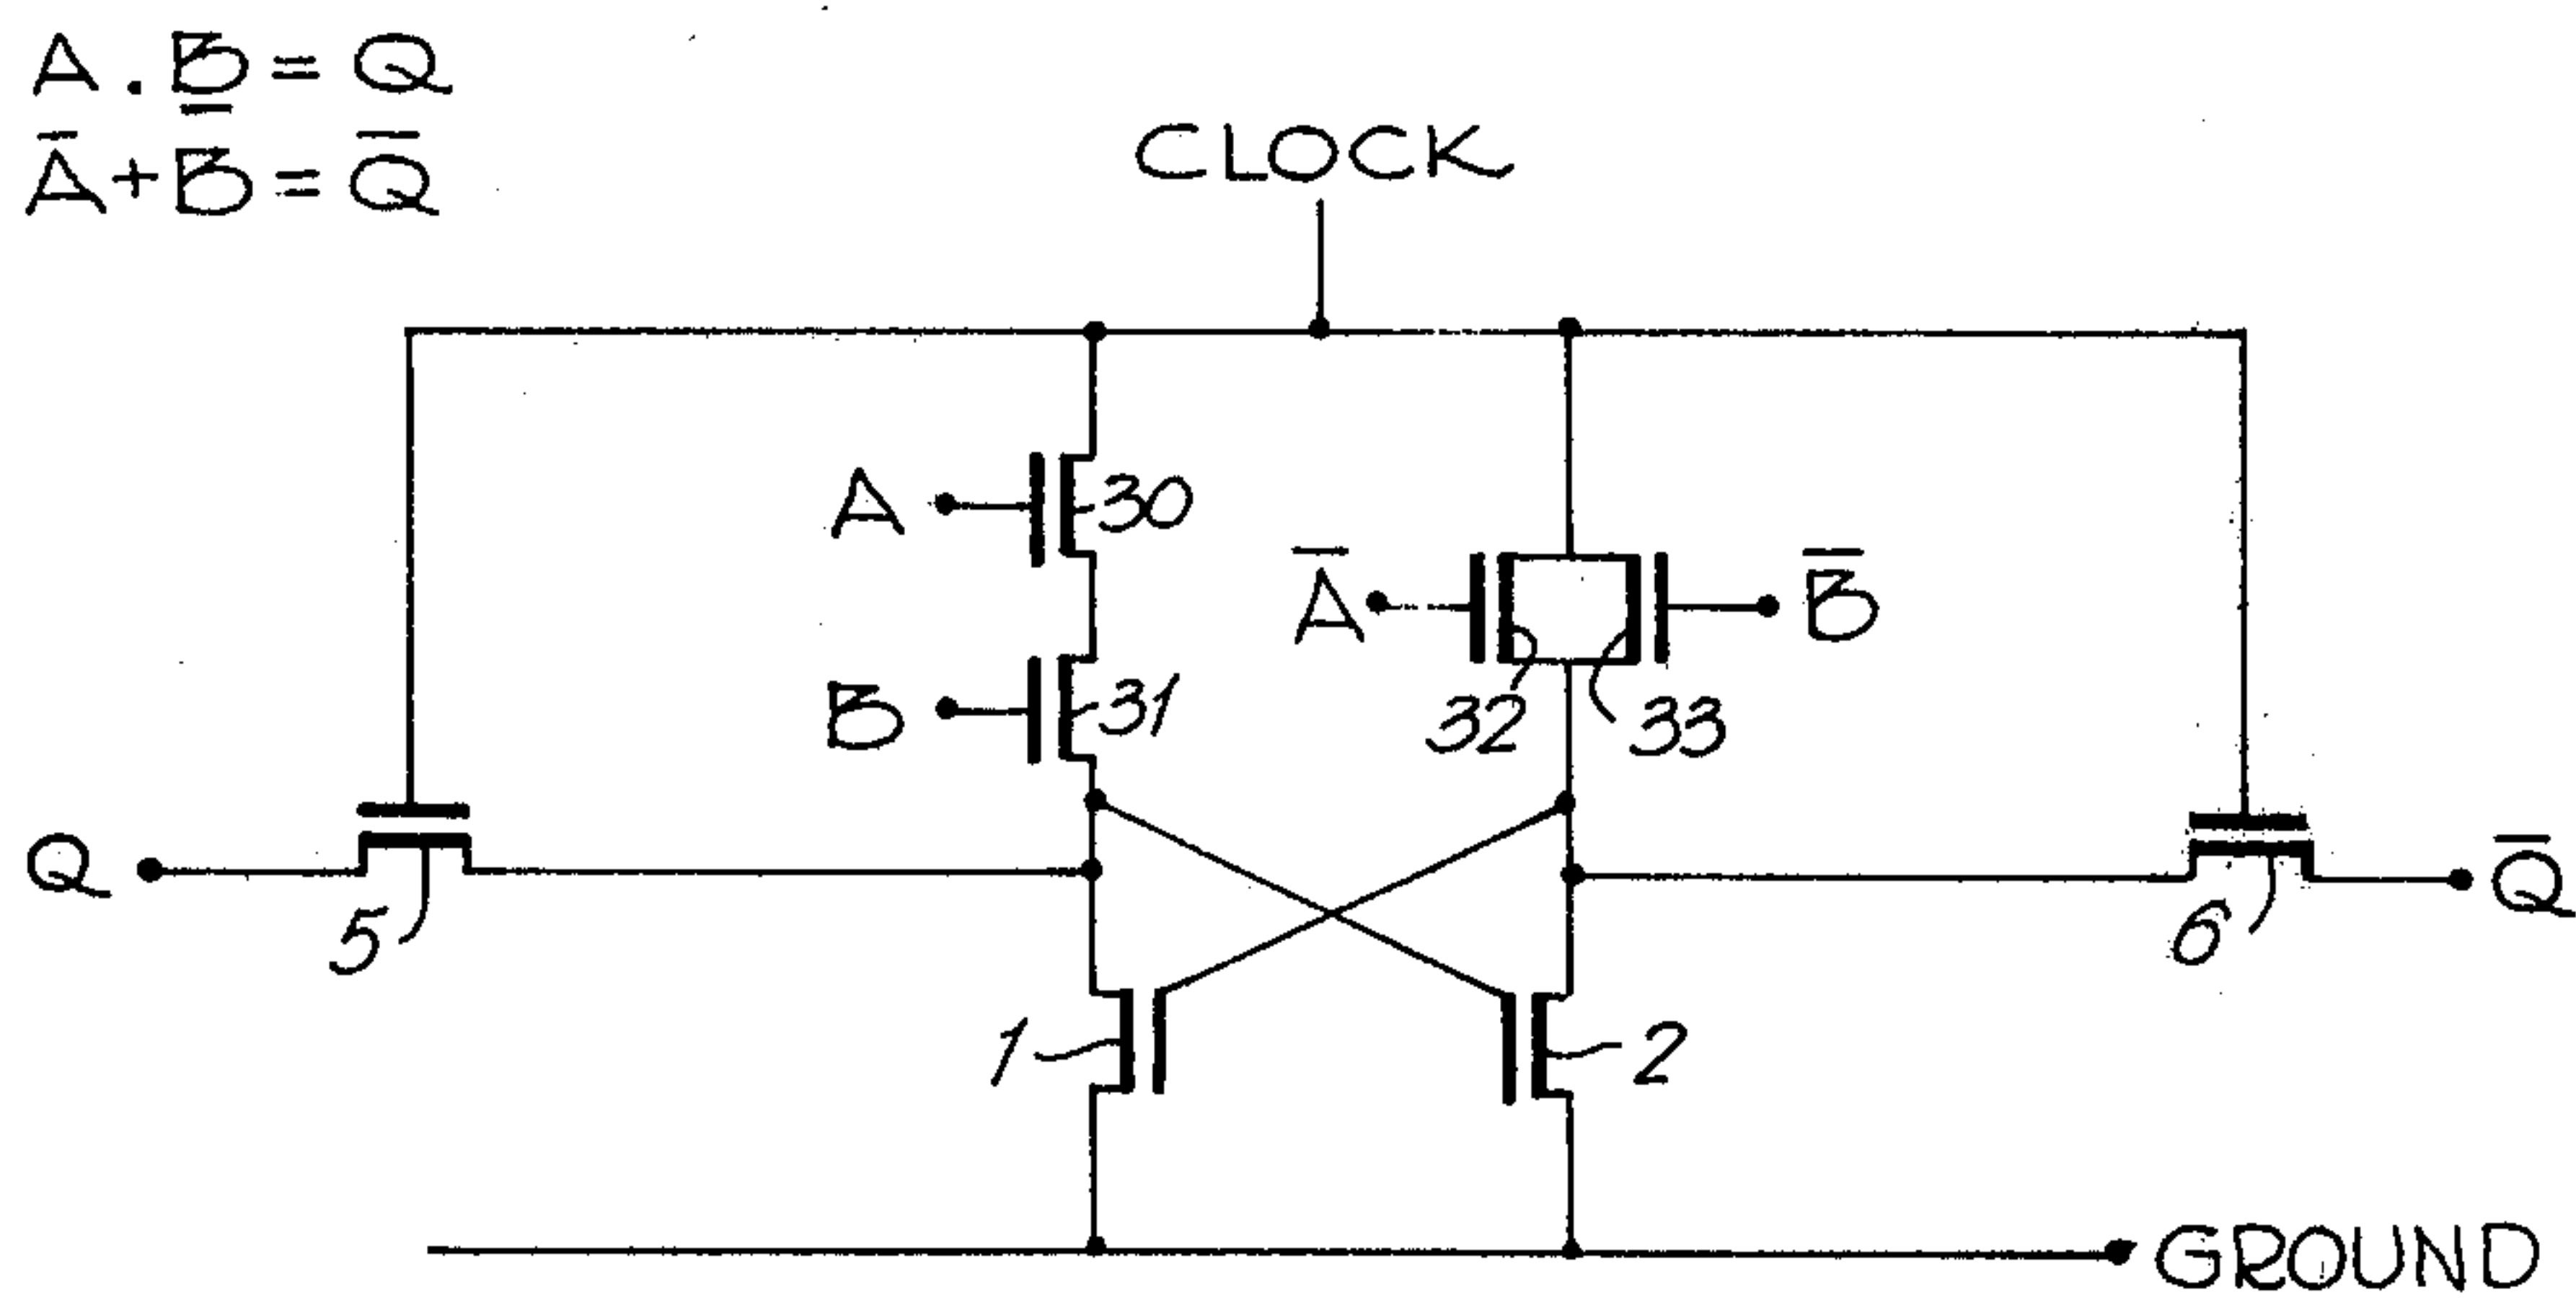 A . B = Q
Ā + B̄ = Q̄
CLOCK
A 30
Ā B̄
B 31
32 33
Q Q̄
5 6
1 2
GROUND